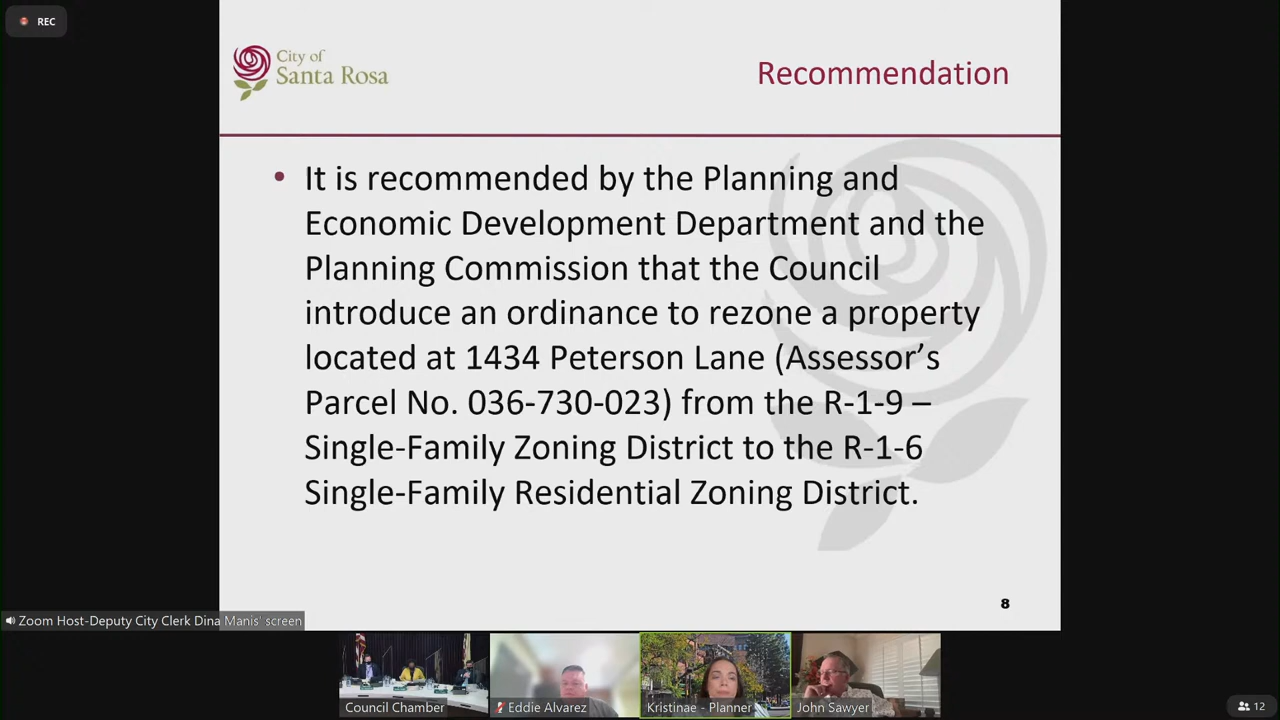 REC
City of
Santa Rosa
Recommendation
• It is recommended by the Planning and
Economic Development Department and the
Planning Commission that the Council
introduce an ordinance to rezone a property
located at 1434 Peterson Lane (Assessor’s
Parcel No. 036-730-023) from the R-1-9 –
Single-Family Zoning District to the R-1-6
Single-Family Residential Zoning District.
8
Zoom Host-Deputy City Clerk Dina Manis' screen
Council Chamber
Eddie Alvarez
Kristinae - Planner
John Sawyer
12